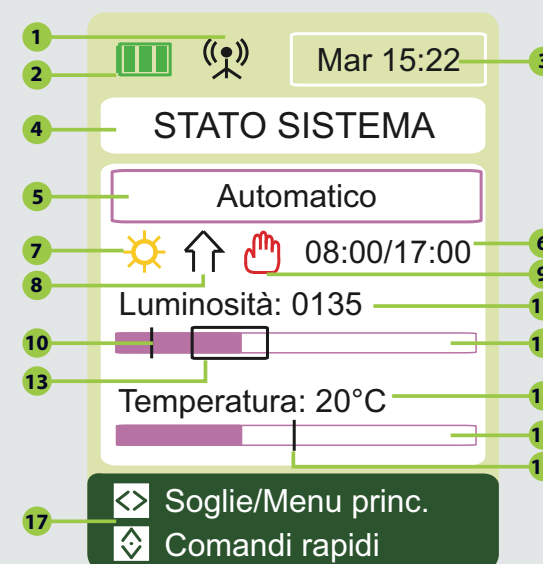 1
2
Mar 15:22
4
STATO SISTEMA
5
Automatico
7
8
08:00/17:00
Luminosità: 0135
10
13
Temperatura: 20°C
17
Soglie/Menu princ.
Comandi rapidi